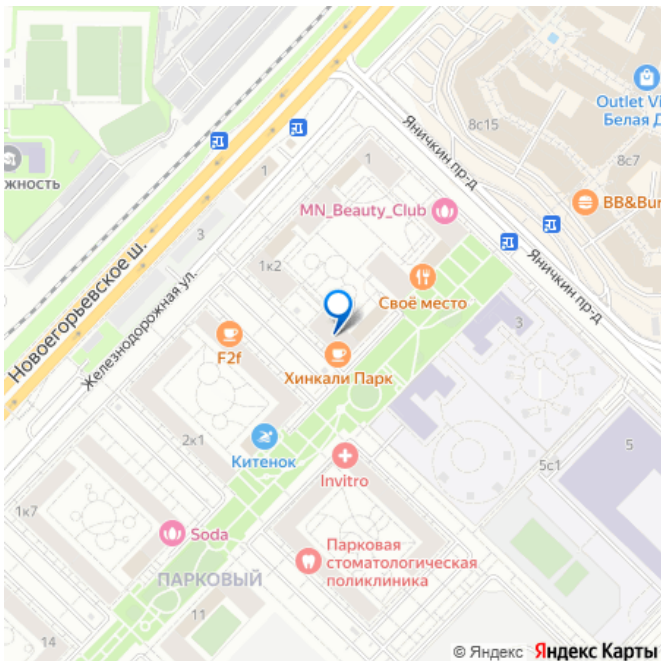 Яничкин пр-д
8с15
Outlet Vi
Белая Д
8с7
ЖНОСТЬ
1
1
MN_Beauty_Club
BB&Bur
3
Новоегорьевское ш.
Железнодорожная ул.
1к2
Своё место
Яничкин пр-д
F2f
Хинкали Парк
3
2к1
Китенок
5
5с1
Invitro
1к7
Soda
Парковая
стоматологическая
поликлиника
ПАРКОВЫЙ
11
14
© Яндекс Яндекс Карты